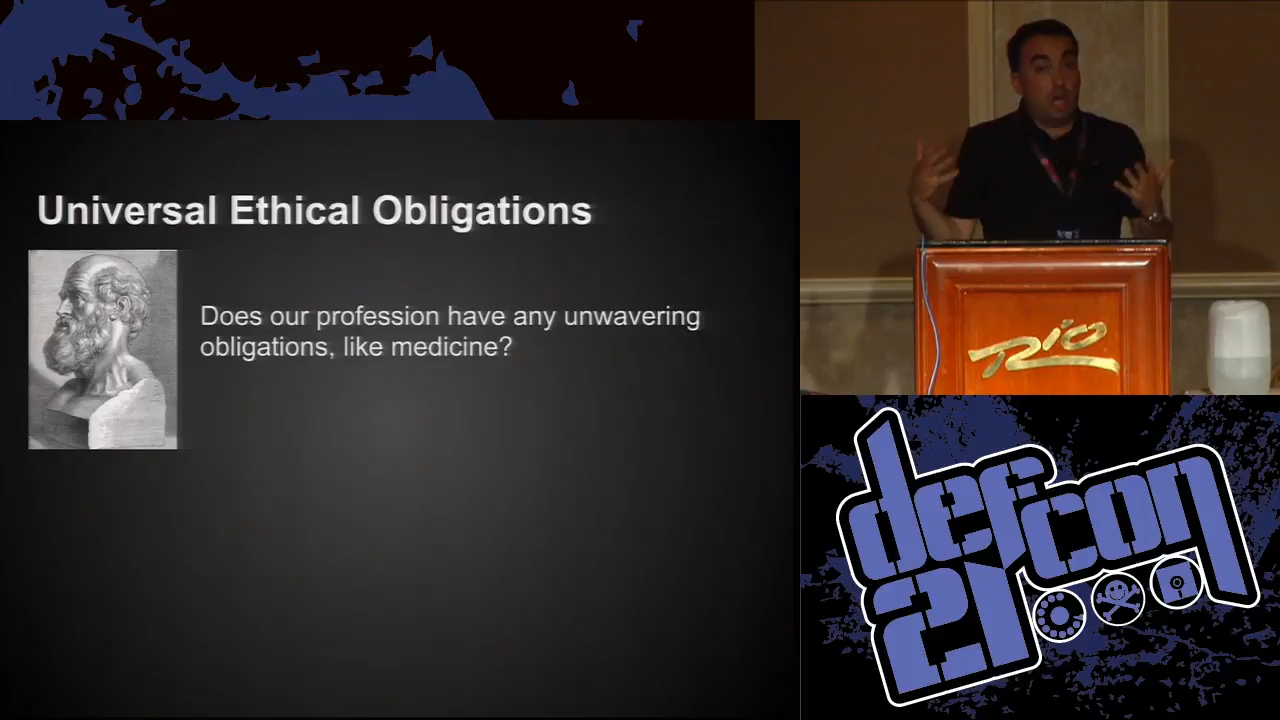 Universal Ethical Obligations
Does our profession have any unwavering
obligations, like medicine?
Rio
defcon
21